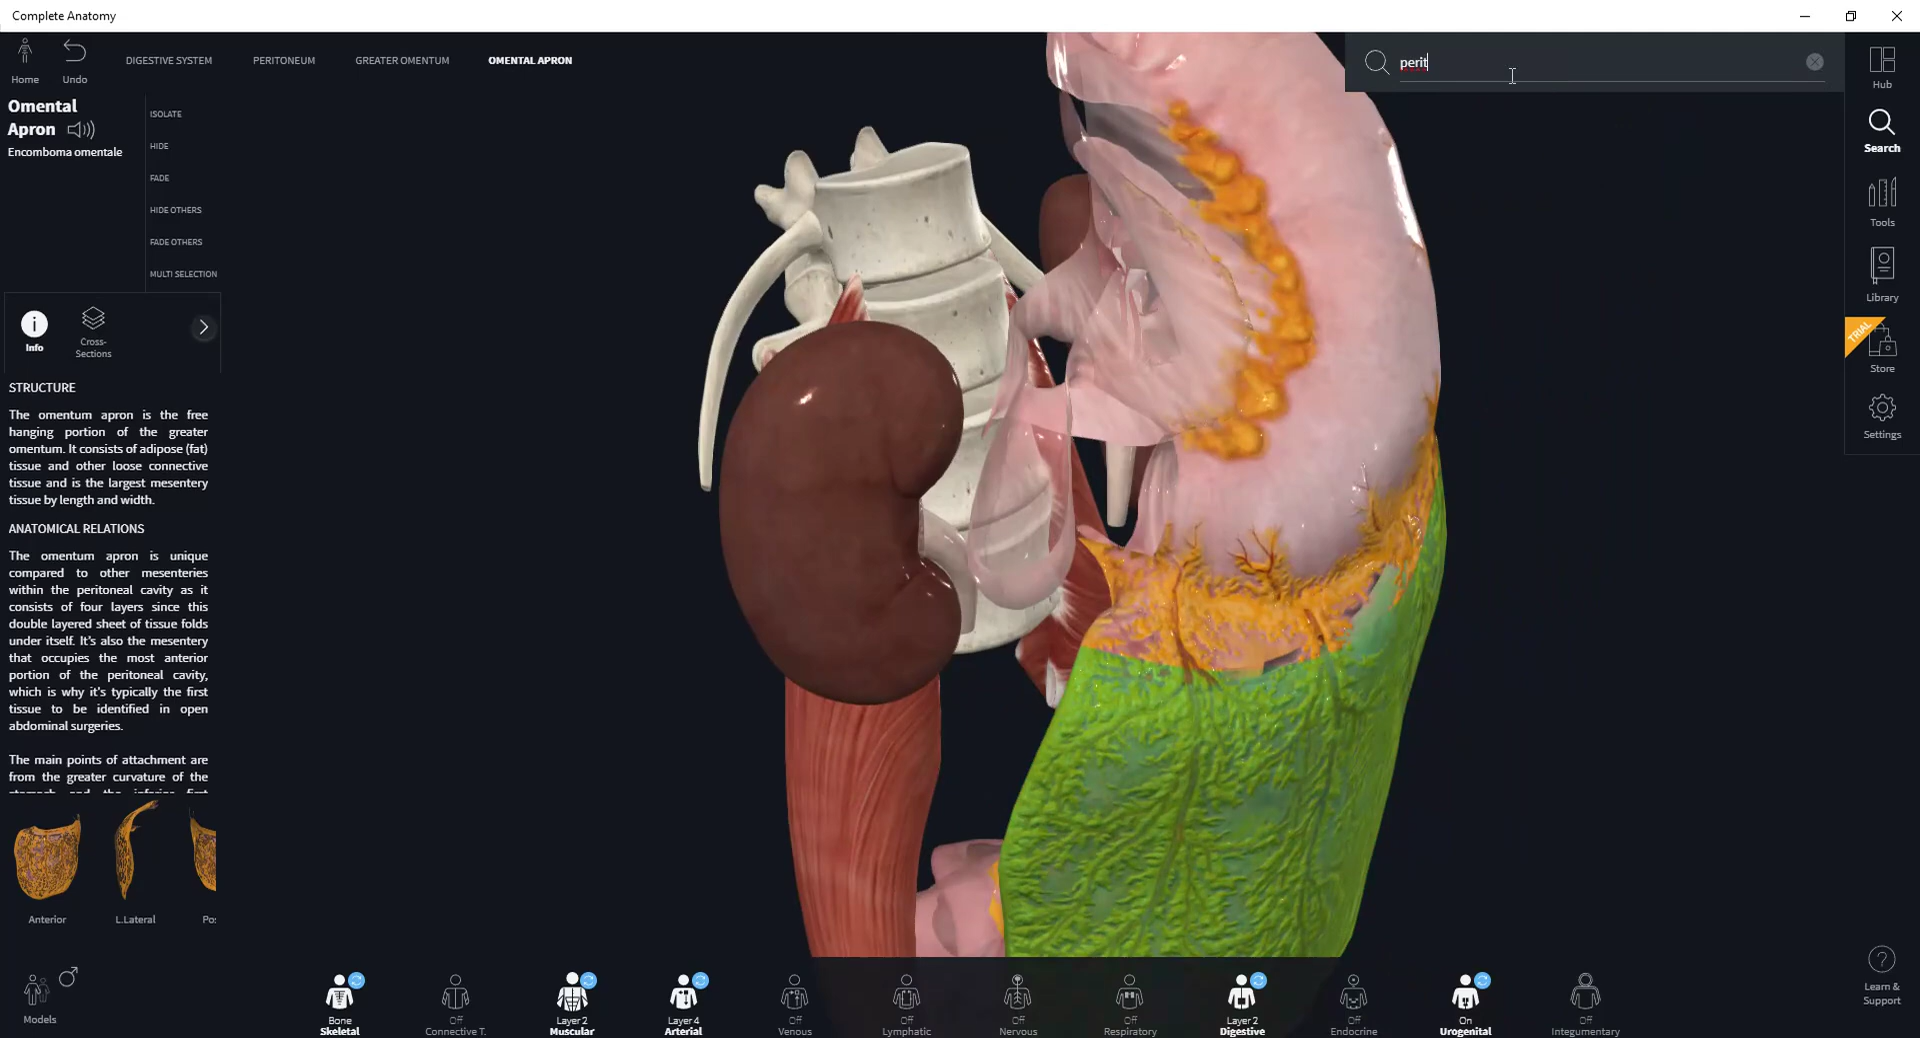 Complete Anatomy
Home
Undo
DIGESTIVE SYSTEM
PERITONEUM
GREATER OMENTUM
OMENTAL APRON
perit
Hub
Omental
Apron
Encomboma omentale
ISOLATE
HIDE
FADE
HIDE OTHERS
FADE OTHERS
MULTI SELECTION
Search
Tools
Library
TRIAL
Store
Settings
Info
Cross-
Sections
STRUCTURE
The omentum apron is the free
hanging portion of the greater
omentum. It consists of adipose (fat)
tissue and other loose connective
tissue and is the largest mesentery
tissue by length and width.
ANATOMICAL RELATIONS
The omentum apron is unique
compared to other mesenteries
within the peritoneal cavity as it
consists of four layers since this
double layered sheet of tissue folds
under itself. It's also the mesentery
that occupies the most anterior
portion of the peritoneal cavity,
which is why it's typically the first
tissue to be identified in open
abdominal surgeries.
The main points of attachment are
from the greater curvature of the
stomach and the inferior first
Anterior
L.Lateral
Pos
Models
Bone
Skeletal
Off
Connective T.
Layer 2
Muscular
Layer 4
Arterial
Off
Venous
Off
Lymphatic
Off
Nervous
Off
Respiratory
Layer 2
Digestive
Off
Endocrine
On
Urogenital
Off
Integumentary
?
Learn &
Support